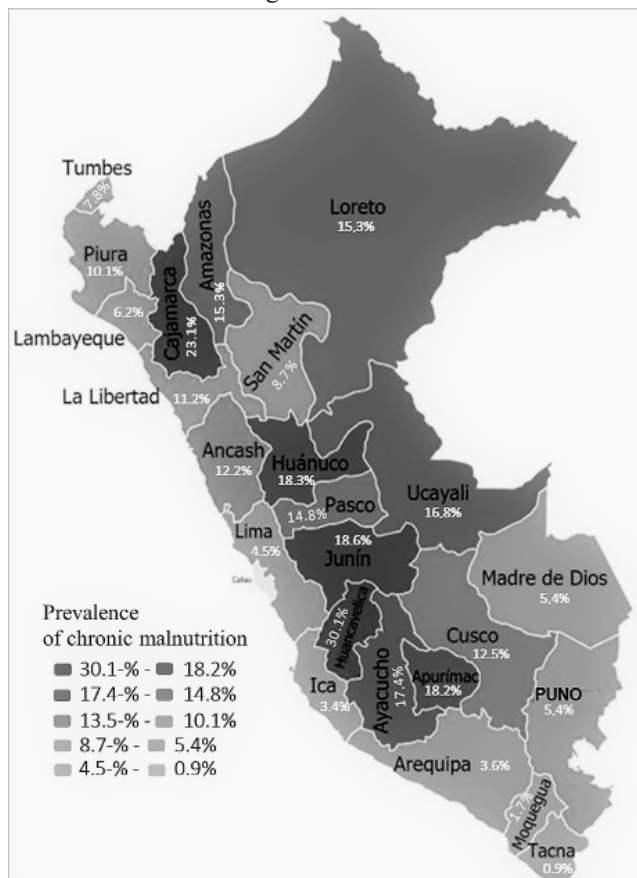 Tumbes
7.8%
Piura
10.1%
6.2%
Lambayeque
Cajamarca
23.1%
Amazonas
15.3%
Loreto
15,3%
San Martín
8.7%
La Libertad
11.2%
Ancash
12.2%
Huánuco
18.3%
Pasco
14.8%
Ucayali
16,8%
Lima
4.5%
Callau
18.6%
Junín
Madre de Dios
5,4%
30.1%
Huancavelica
Cusco
12.5%
Ica
3.4%
Ayacucho
17.4%
Apurímac
18.2%
PUNO
5,4%
Arequipa
3.6%
1.7%
Moquegua
Tacna
0.9%
Prevalence
of chronic malnutrition
30.1-% - 18.2%
17.4-% - 14.8%
13.5-% - 10.1%
8.7-% - 5.4%
4.5-% - 0.9%